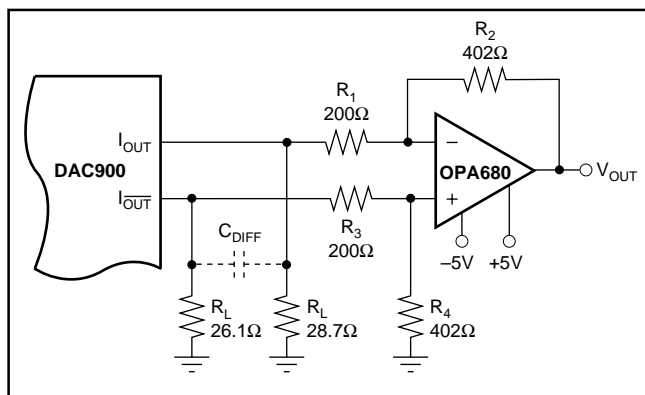 R2
402Ω
R1
200Ω
IOUT
DAC900
−
OPA680
VOUT
IOUT
+
R3
200Ω
CDIFF
–5V +5V
RL
26.1Ω
RL
28.7Ω
R4
402Ω